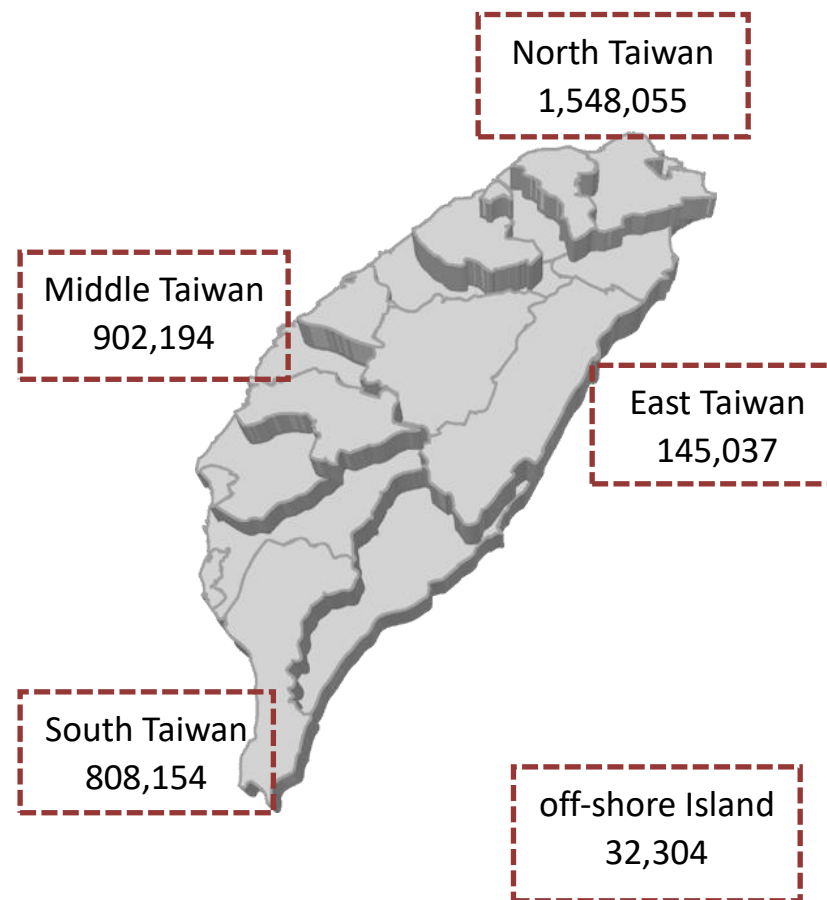 North Taiwan
1,548,055
Middle Taiwan
902,194
East Taiwan
145,037
South Taiwan
808,154
off-shore Island
32,304